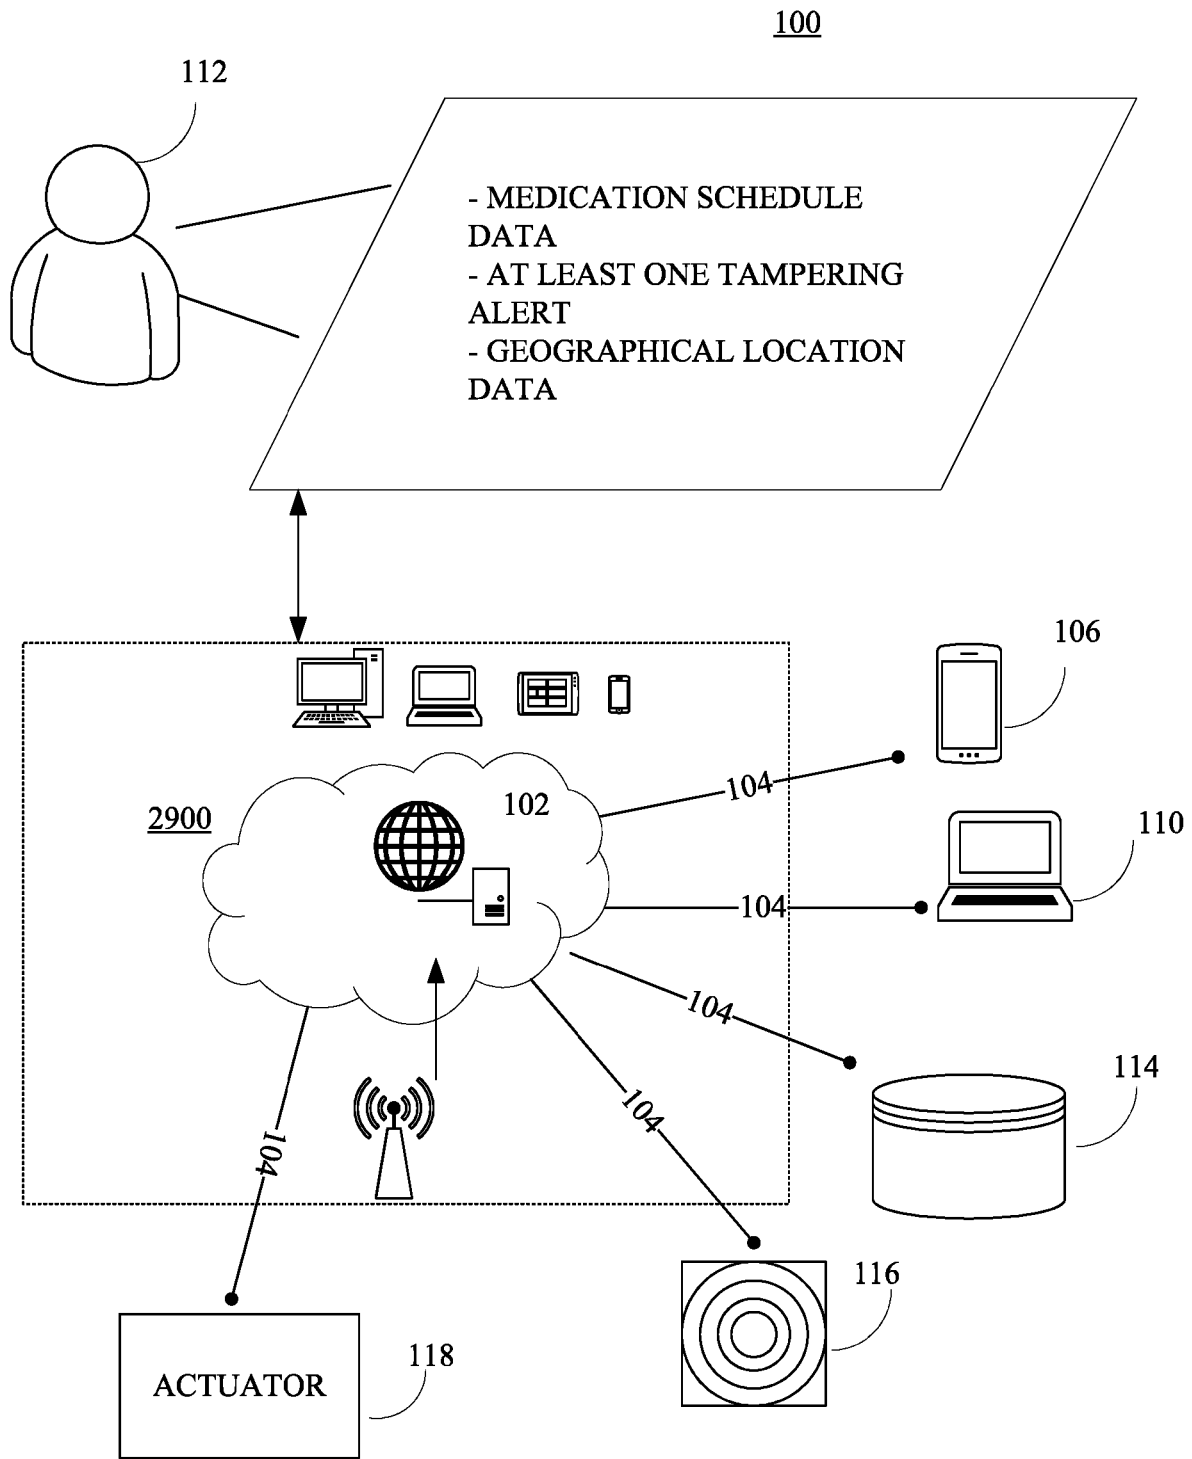 100
112
- MEDICATION SCHEDULE
DATA
- AT LEAST ONE TAMPERING
ALERT
- GEOGRAPHICAL LOCATION
DATA
106
104
102
2900
110
104
104
114
104
104
116
118
ACTUATOR